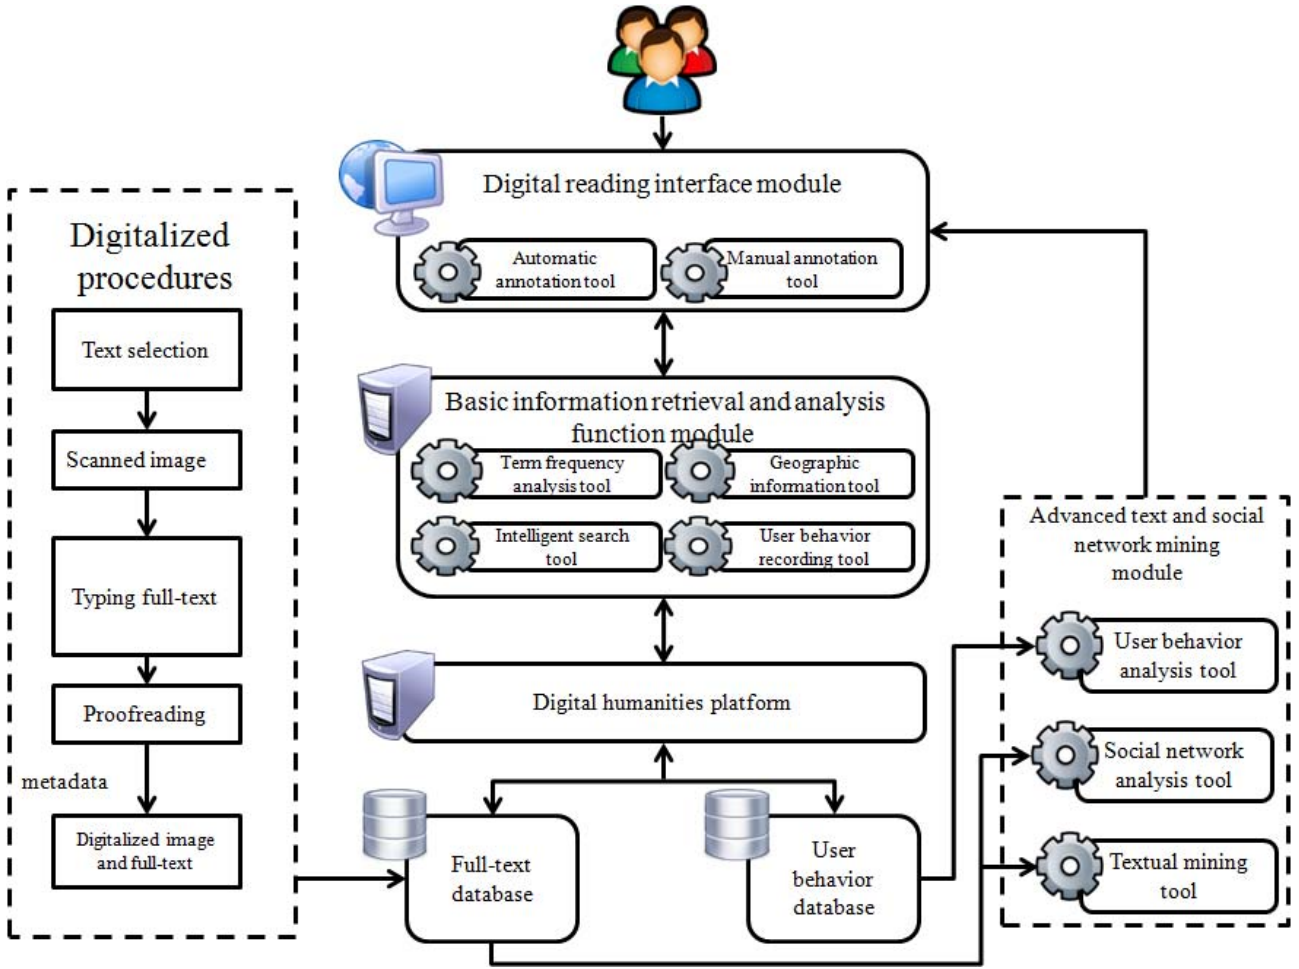 Digital reading interface module
Automatic
annotation tool
Manual annotation
tool
Digitalized
procedures
Text selection
Scanned image
Typing full-text
Proofreading
metadata
Digitalized image
and full-text
Basic information retrieval and analysis
function module
Term frequency
analysis tool
Geographic
information tool
Intelligent search
tool
User behavior
recording tool
Digital humanities platform
Full-text
database
User
behavior
database
Advanced text and social
network mining
module
User behavior
analysis tool
Social network
analysis tool
Textual mining
tool